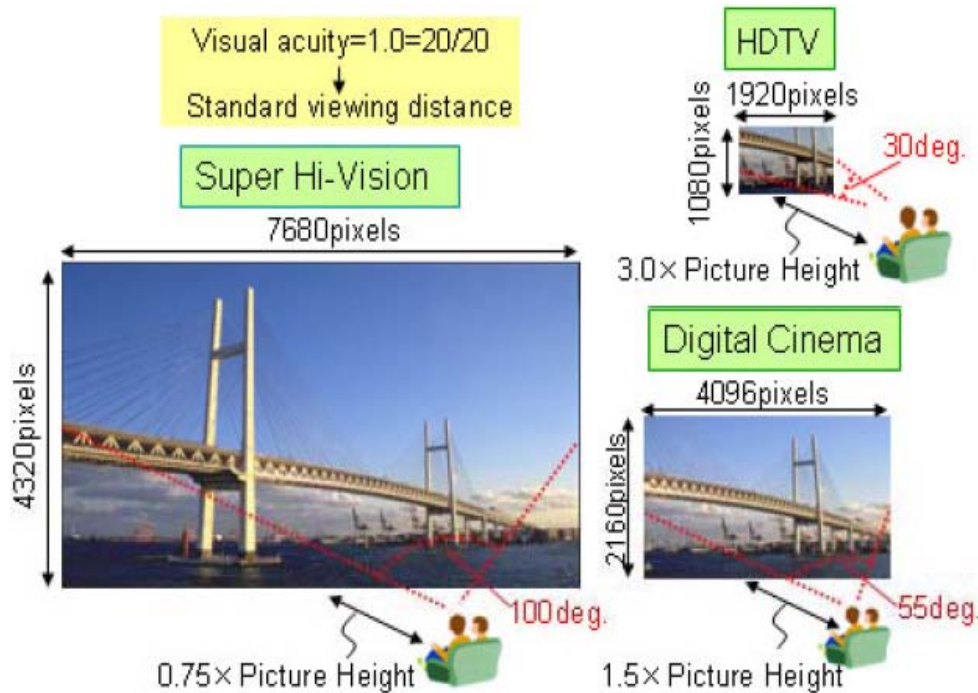 Visual acuity=1.0=20/20
Standard viewing distance
Super Hi-Vision
7680pixels
4320pixels
100deg.
0.75× Picture Height
HDTV
1920pixels
1080pixels
30deg.
3.0× Picture Height
Digital Cinema
4096pixels
2160pixels
55deg.
1.5× Picture Height